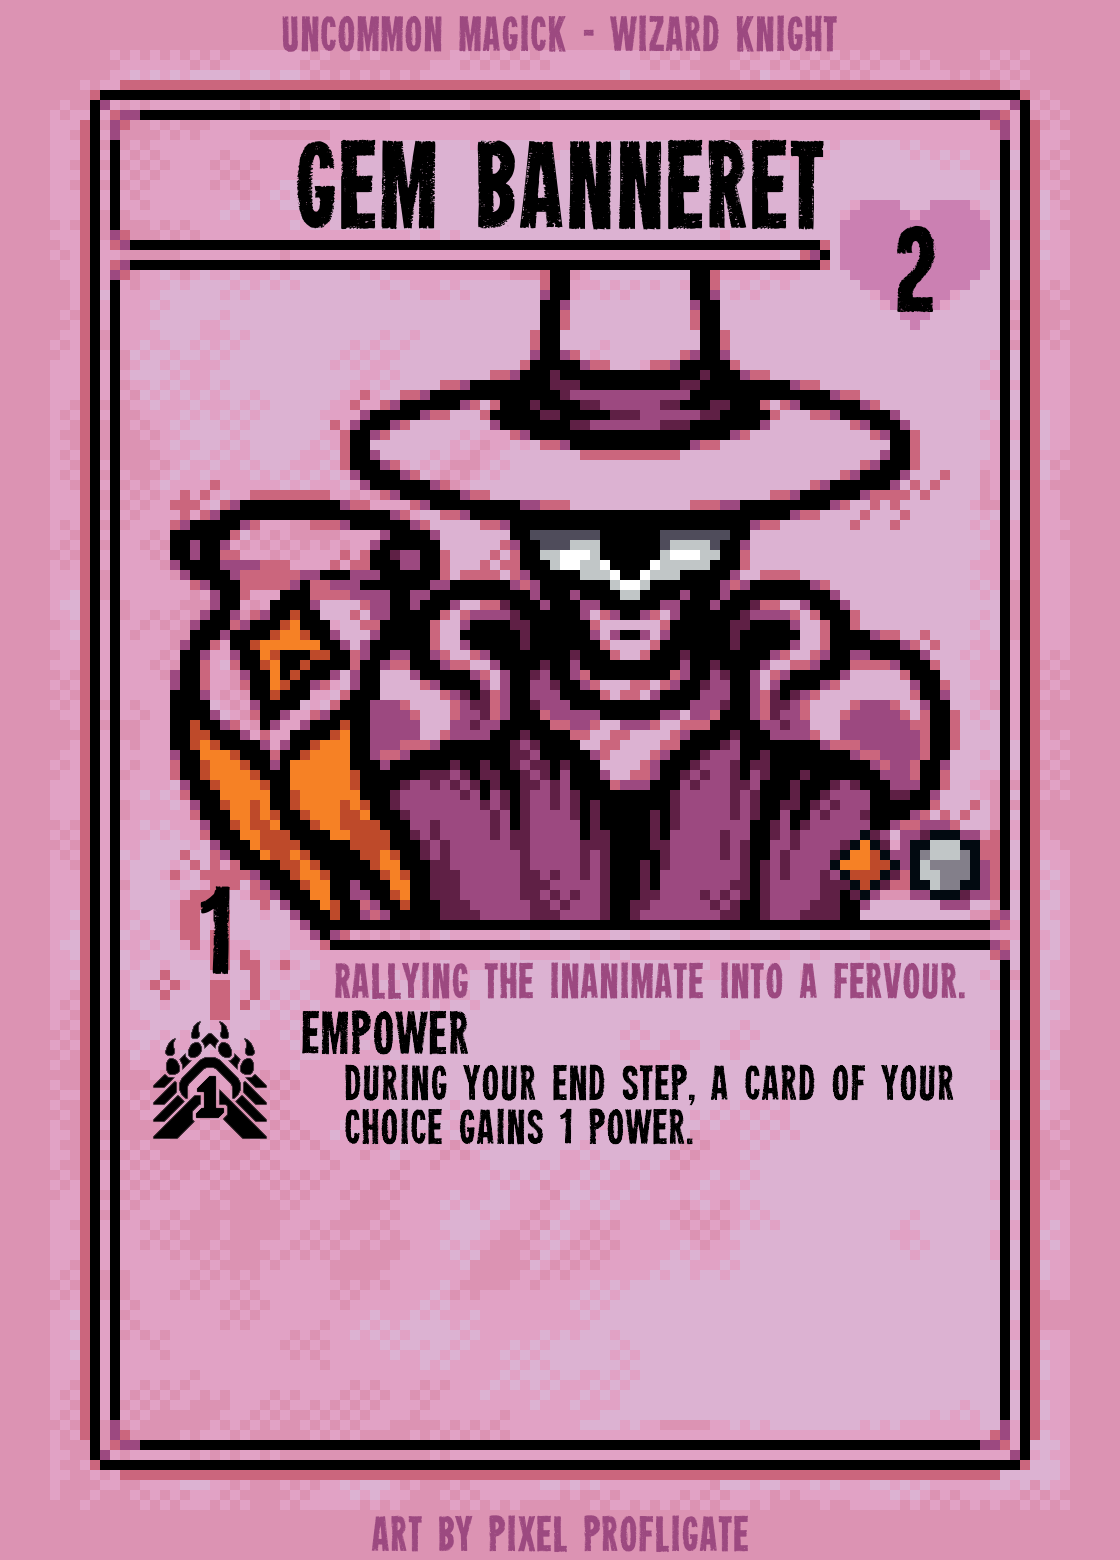 UNCOMMON MAGICK - WIZARD KNIGHT
GEM BANNERET
2
1
RALLYING THE INANIMATE INTO A FERVOUR.
EMPOWER
1
DURING YOUR END STEP, A CARD OF YOUR
CHOICE GAINS 1 POWER.
ART BY PIXEL PROFLIGATE